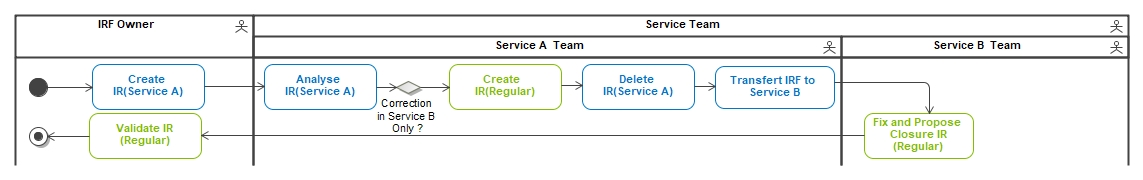 IRF Owner
Service Team
Service A Team
Service B Team
Create
IR(Service A)
Analyse
IR(Service A)
Correction
in Service B
Only ?
Create
IR(Regular)
Delete
IR(Service A)
Transfert IRF to
Service B
Validate IR
(Regular)
Fix and Propose
Closure IR
(Regular)